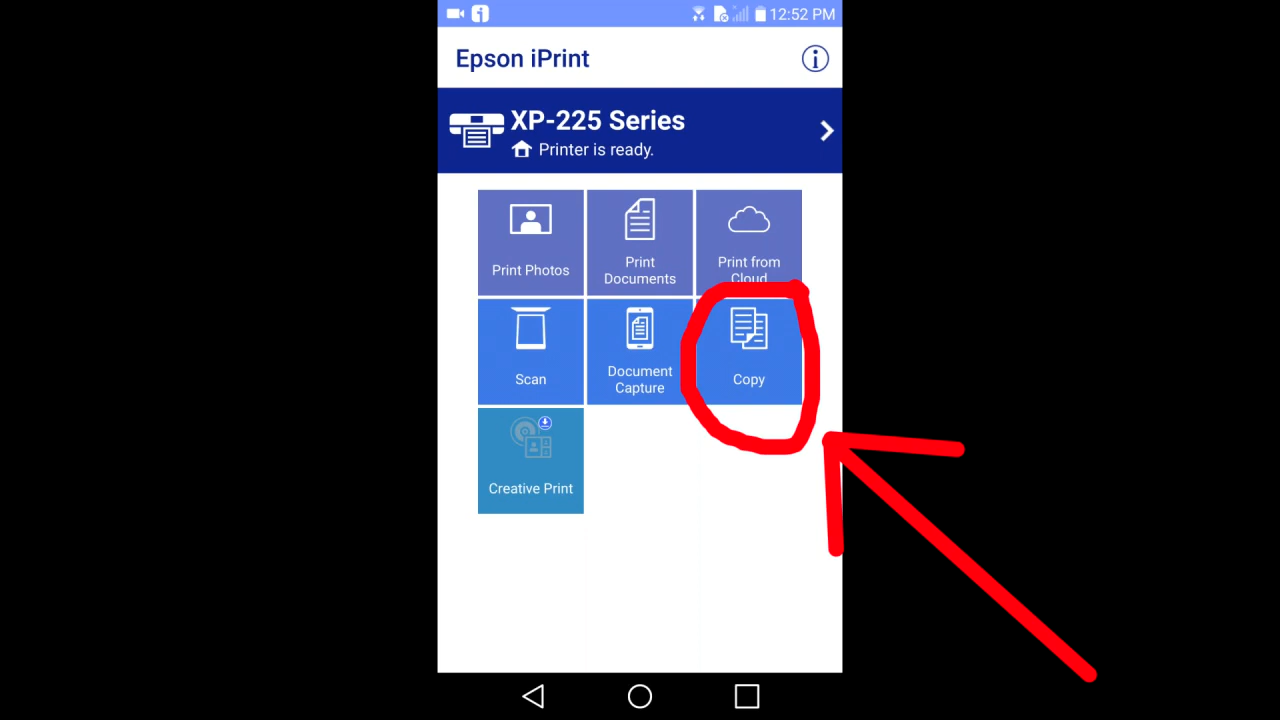 12:52 PM
Epson iPrint
XP-225 Series
Printer is ready.
Print Photos
Print
Documents
Print from
Cloud
Scan
Document
Capture
Copy
Creative Print